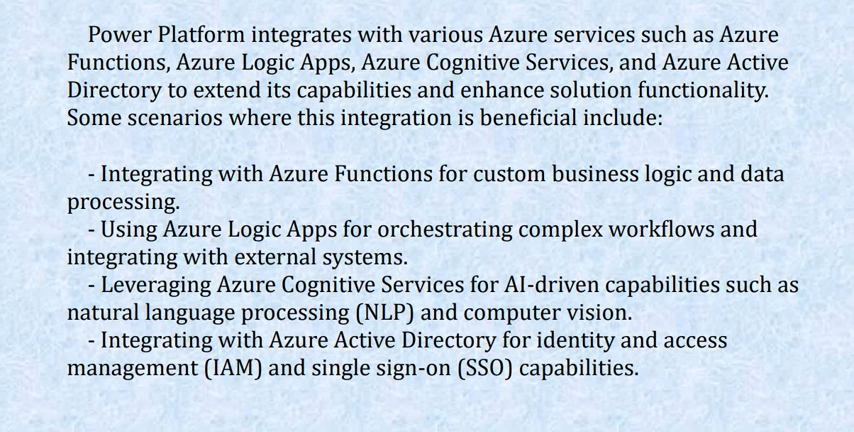 Power Platform integrates with various Azure services such as Azure
Functions, Azure Logic Apps, Azure Cognitive Services, and Azure Active
Directory to extend its capabilities and enhance solution functionality.
Some scenarios where this integration is beneficial include:
- Integrating with Azure Functions for custom business logic and data
processing.
- Using Azure Logic Apps for orchestrating complex workflows and
integrating with external systems.
- Leveraging Azure Cognitive Services for AI-driven capabilities such as
natural language processing (NLP) and computer vision.
- Integrating with Azure Active Directory for identity and access
management (IAM) and single sign-on (SSO) capabilities.